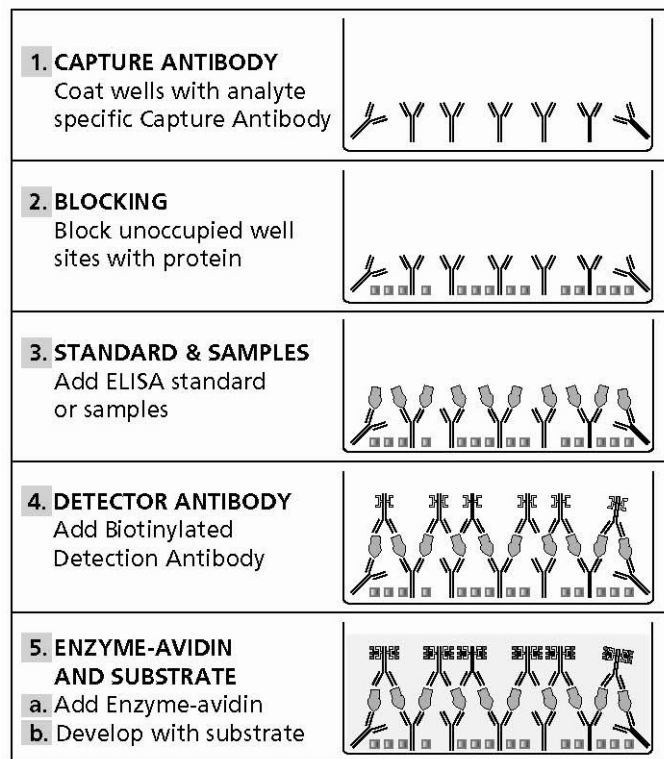 1. CAPTURE ANTIBODY
Coat wells with analyte
specific Capture Antibody
2. BLOCKING
Block unoccupied well
sites with protein
3. STANDARD & SAMPLES
Add ELISA standard
or samples
4. DETECTOR ANTIBODY
Add Biotinylated
Detection Antibody
5. ENZYME-AVIDIN
AND SUBSTRATE
a. Add Enzyme-avidin
b. Develop with substrate